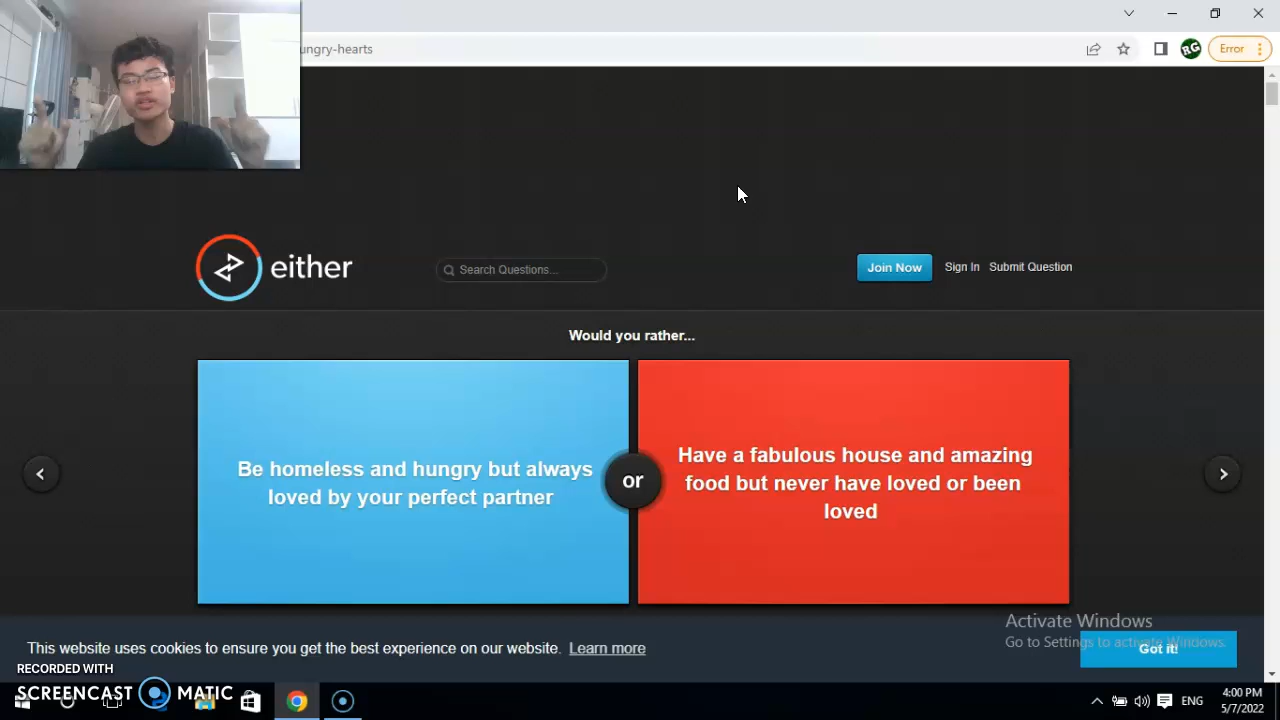 ungry-hearts
RG
Error
either
Search Questions...
Join Now
Sign In
Submit Question
Would you rather...
Be homeless and hungry but always
loved by your perfect partner
or
Have a fabulous house and amazing
food but never have loved or been
loved
Activate Windows
Go to Settings to activate Windows.
This website uses cookies to ensure you get the best experience on our website. Learn more
Got it!
RECORDED WITH
SCREENCAST MATIC
ENG
4:00 PM
5/7/2022